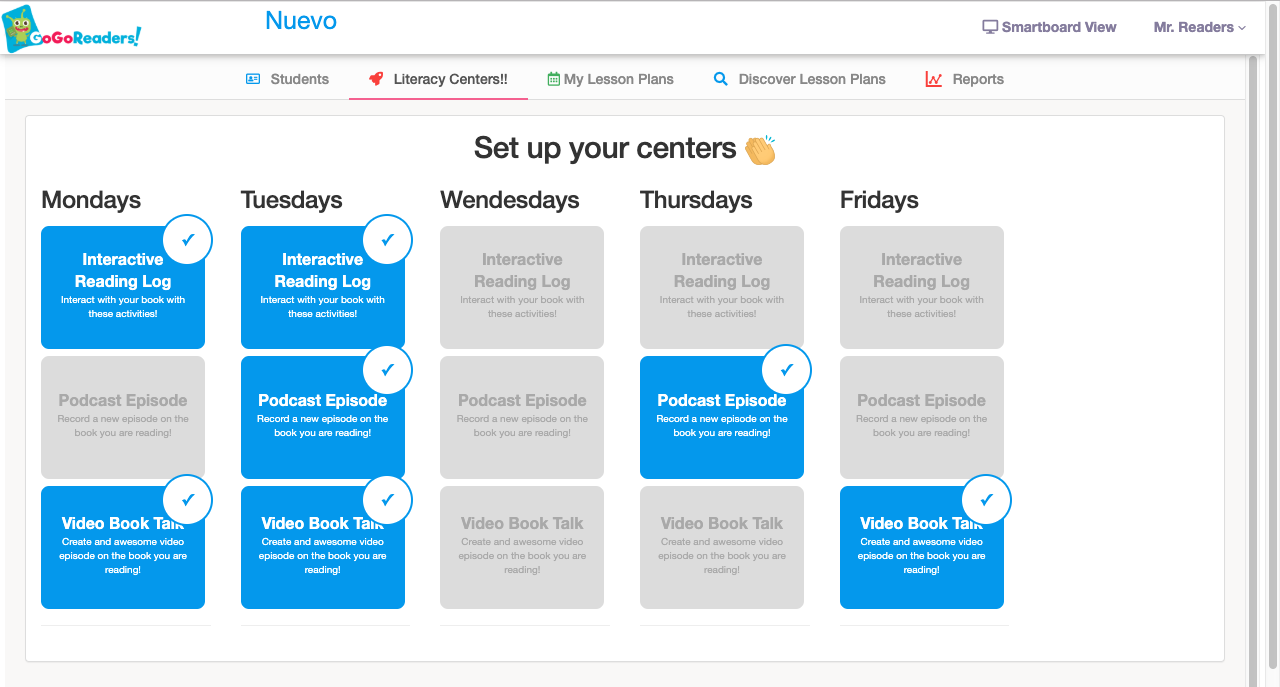 GoGoReaders!
Nuevo
Smartboard View
Mr. Readers
Students
Literacy Centers!!
My Lesson Plans
Discover Lesson Plans
Reports
Set up your centers
Mondays
Interactive
Reading Log
Interact with your book with
these activities!
Podcast Episode
Record a new episode on the
book you are reading!
Video Book Talk
Create and awesome video
episode on the book you are
reading!
Tuesdays
Interactive
Reading Log
Interact with your book with
these activities!
Podcast Episode
Record a new episode on the
book you are reading!
Video Book Talk
Create and awesome video
episode on the book you are
reading!
Wendesdays
Interactive
Reading Log
Interact with your book with
these activities!
Podcast Episode
Record a new episode on the
book you are reading!
Video Book Talk
Create and awesome video
episode on the book you are
reading!
Thursdays
Interactive
Reading Log
Interact with your book with
these activities!
Podcast Episode
Record a new episode on the
book you are reading!
Video Book Talk
Create and awesome video
episode on the book you are
reading!
Fridays
Interactive
Reading Log
Interact with your book with
these activities!
Podcast Episode
Record a new episode on the
book you are reading!
Video Book Talk
Create and awesome video
episode on the book you are
reading!